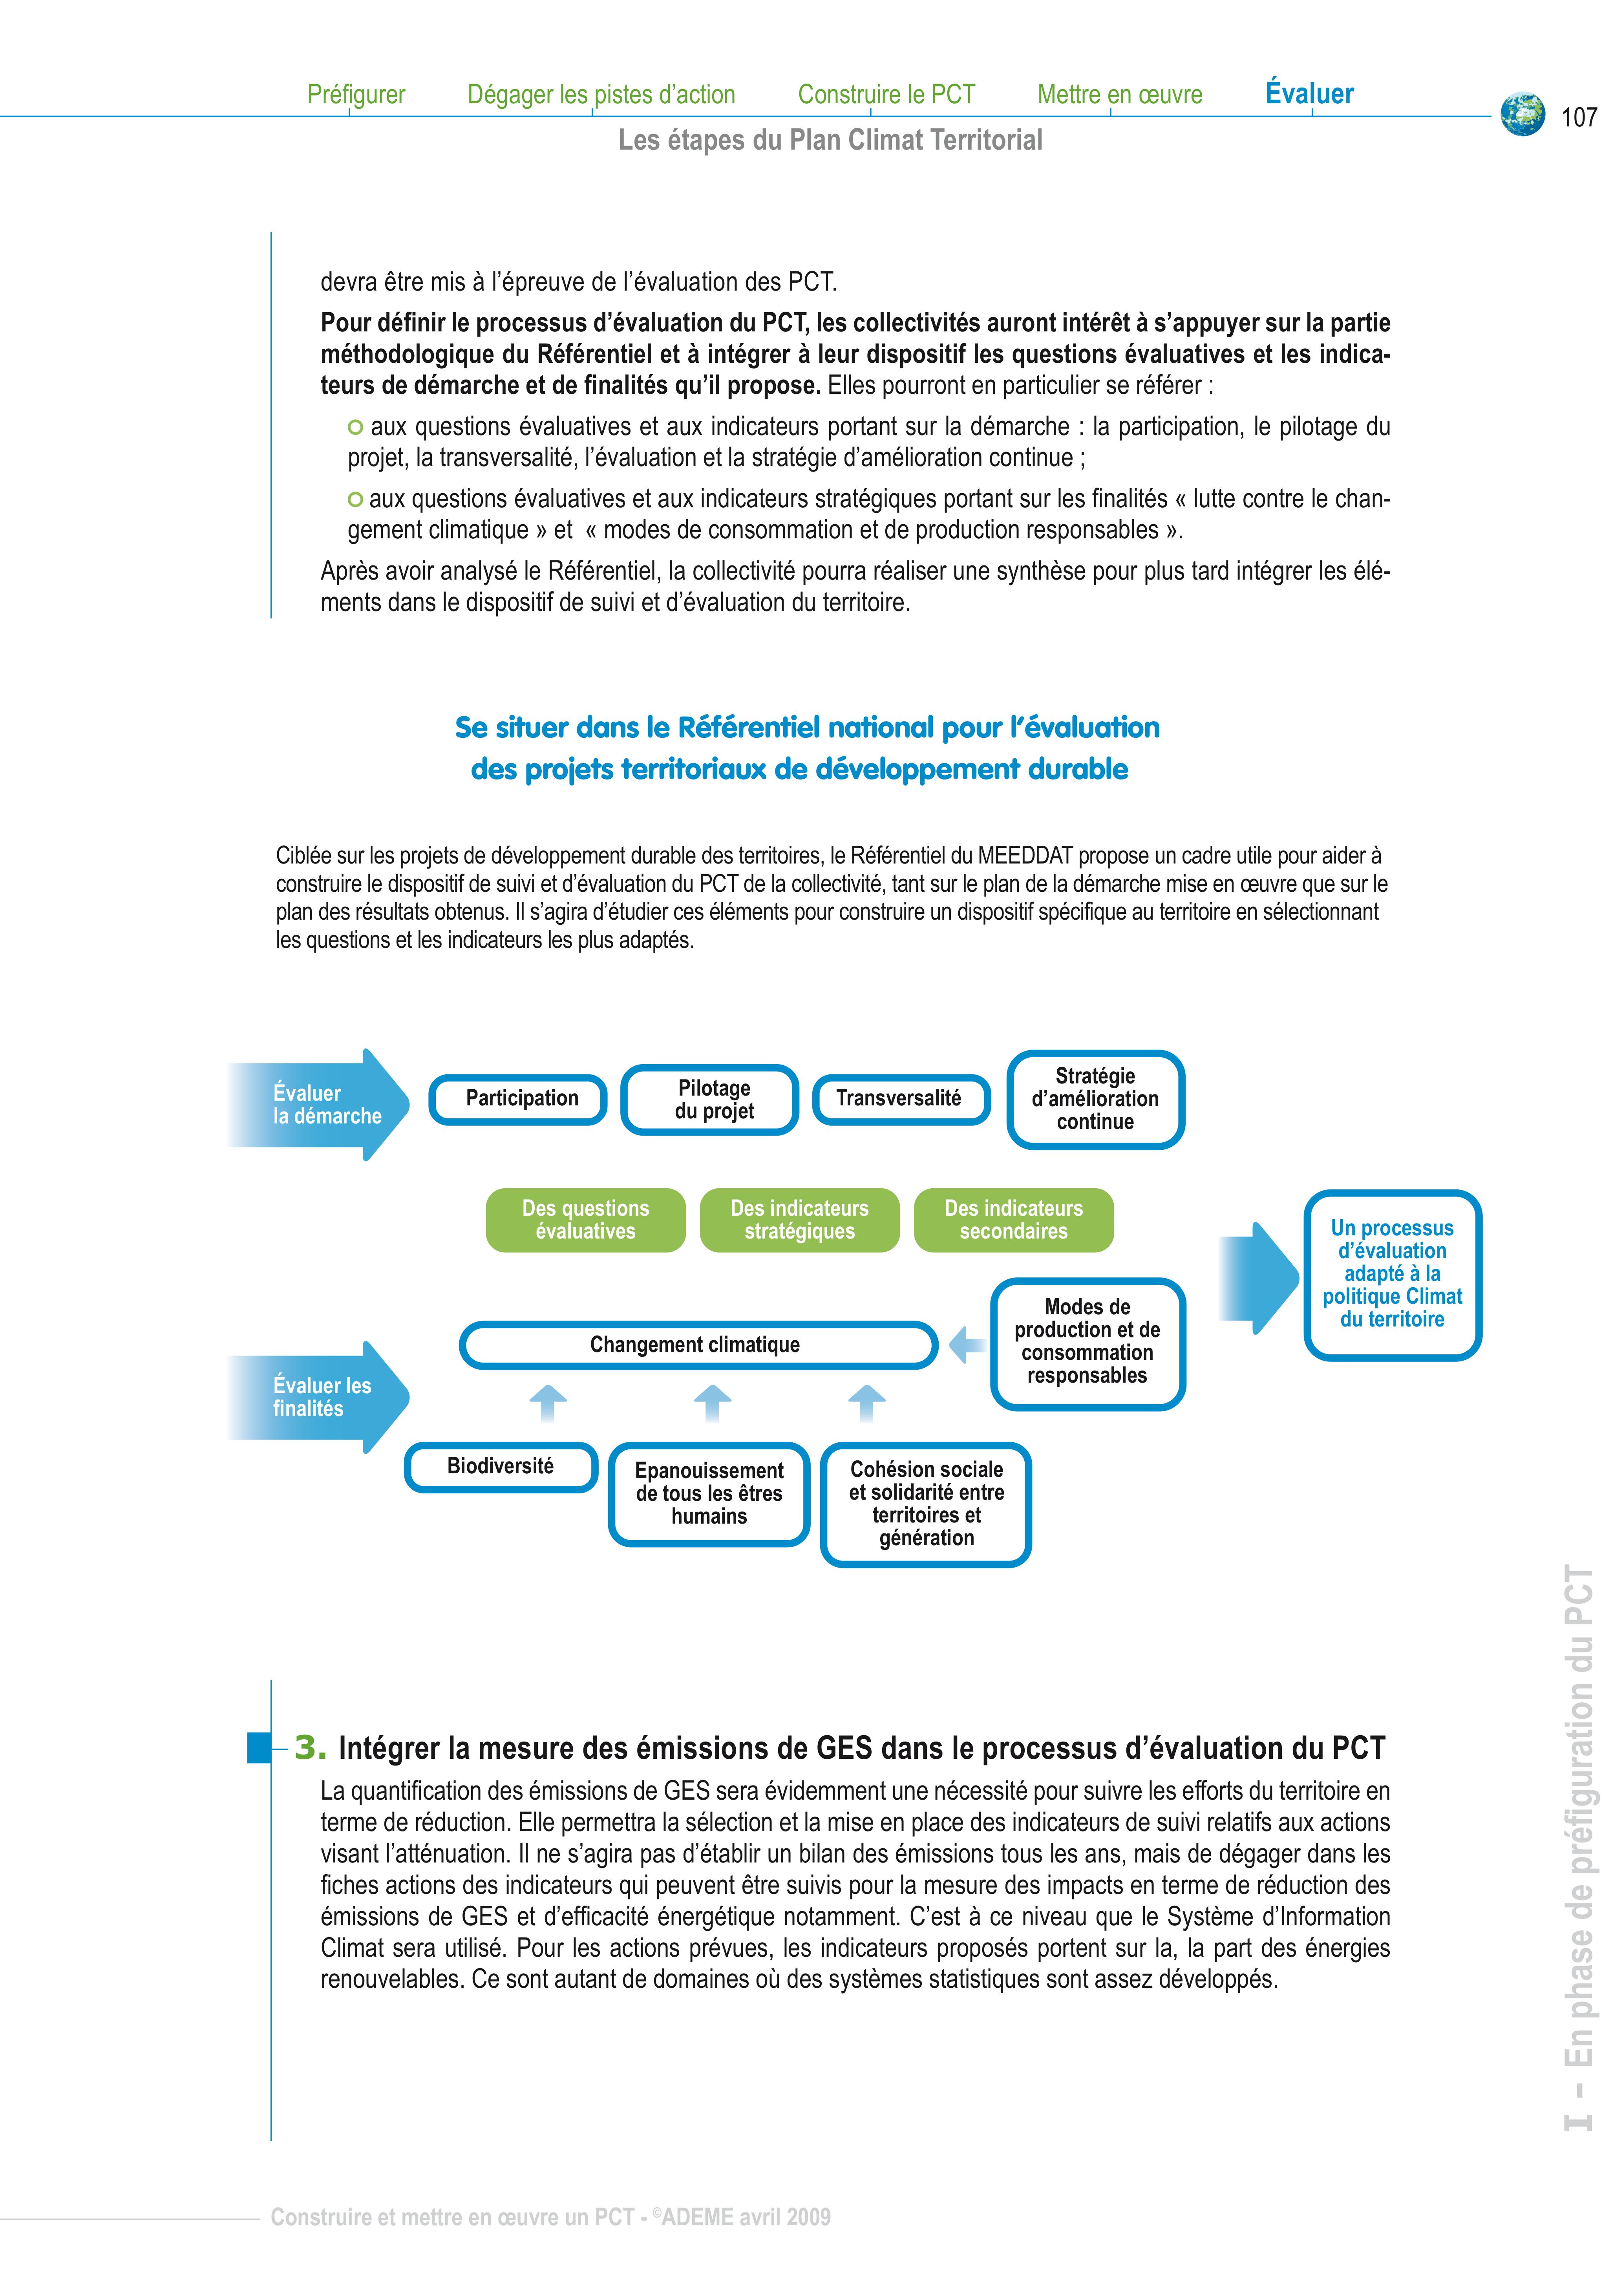 Préfigurer Dégager les pistes d’action Construire le PCT Mettre en œuvre Évaluer
107
Les étapes du Plan Climat Territorial
devra être mis à l’épreuve de l’évaluation des PCT.
Pour définir le processus d’évaluation du PCT, les collectivités auront intérêt à s’appuyer sur la partie
méthodologique du Référentiel et à intégrer à leur dispositif les questions évaluatives et les indica-
teurs de démarche et de finalités qu’il propose. Elles pourront en particulier se référer :
aux questions évaluatives et aux indicateurs portant sur la démarche : la participation, le pilotage du
projet, la transversalité, l’évaluation et la stratégie d’amélioration continue ;
aux questions évaluatives et aux indicateurs stratégiques portant sur les finalités « lutte contre le chan-
gement climatique » et « modes de consommation et de production responsables ».
Après avoir analysé le Référentiel, la collectivité pourra réaliser une synthèse pour plus tard intégrer les élé-
ments dans le dispositif de suivi et d’évaluation du territoire.
Se situer dans le Référentiel national pour l’évaluation
des projets territoriaux de développement durable
Ciblée sur les projets de développement durable des territoires, le Référentiel du MEEDDAT propose un cadre utile pour aider à
construire le dispositif de suivi et d’évaluation du PCT de la collectivité, tant sur le plan de la démarche mise en œuvre que sur le
plan des résultats obtenus. Il s’agira d’étudier ces éléments pour construire un dispositif spécifique au territoire en sélectionnant
les questions et les indicateurs les plus adaptés.
Évaluer
la démarche
Participation
Pilotage
du projet
Transversalité
Stratégie
d’amélioration
continue
Des questions
évaluatives
Des indicateurs
stratégiques
Des indicateurs
secondaires
Un processus
d’évaluation
adapté à la
politique Climat
du territoire
Modes de
production et de
consommation
responsables
Changement climatique
Évaluer les
finalités
Biodiversité
Epanouissement
de tous les êtres
humains
Cohésion sociale
et solidarité entre
territoires et
génération
3. Intégrer la mesure des émissions de GES dans le processus d’évaluation du PCT
La quantification des émissions de GES sera évidemment une nécessité pour suivre les efforts du territoire en
terme de réduction. Elle permettra la sélection et la mise en place des indicateurs de suivi relatifs aux actions
visant l’atténuation. Il ne s’agira pas d’établir un bilan des émissions tous les ans, mais de dégager dans les
fiches actions des indicateurs qui peuvent être suivis pour la mesure des impacts en terme de réduction des
émissions de GES et d’efficacité énergétique notamment. C’est à ce niveau que le Système d’Information
Climat sera utilisé. Pour les actions prévues, les indicateurs proposés portent sur la, la part des énergies
renouvelables. Ce sont autant de domaines où des systèmes statistiques sont assez développés.
I - En phase de préfiguration du PCT
Construire et mettre en œuvre un PCT - ©ADEME avril 2009